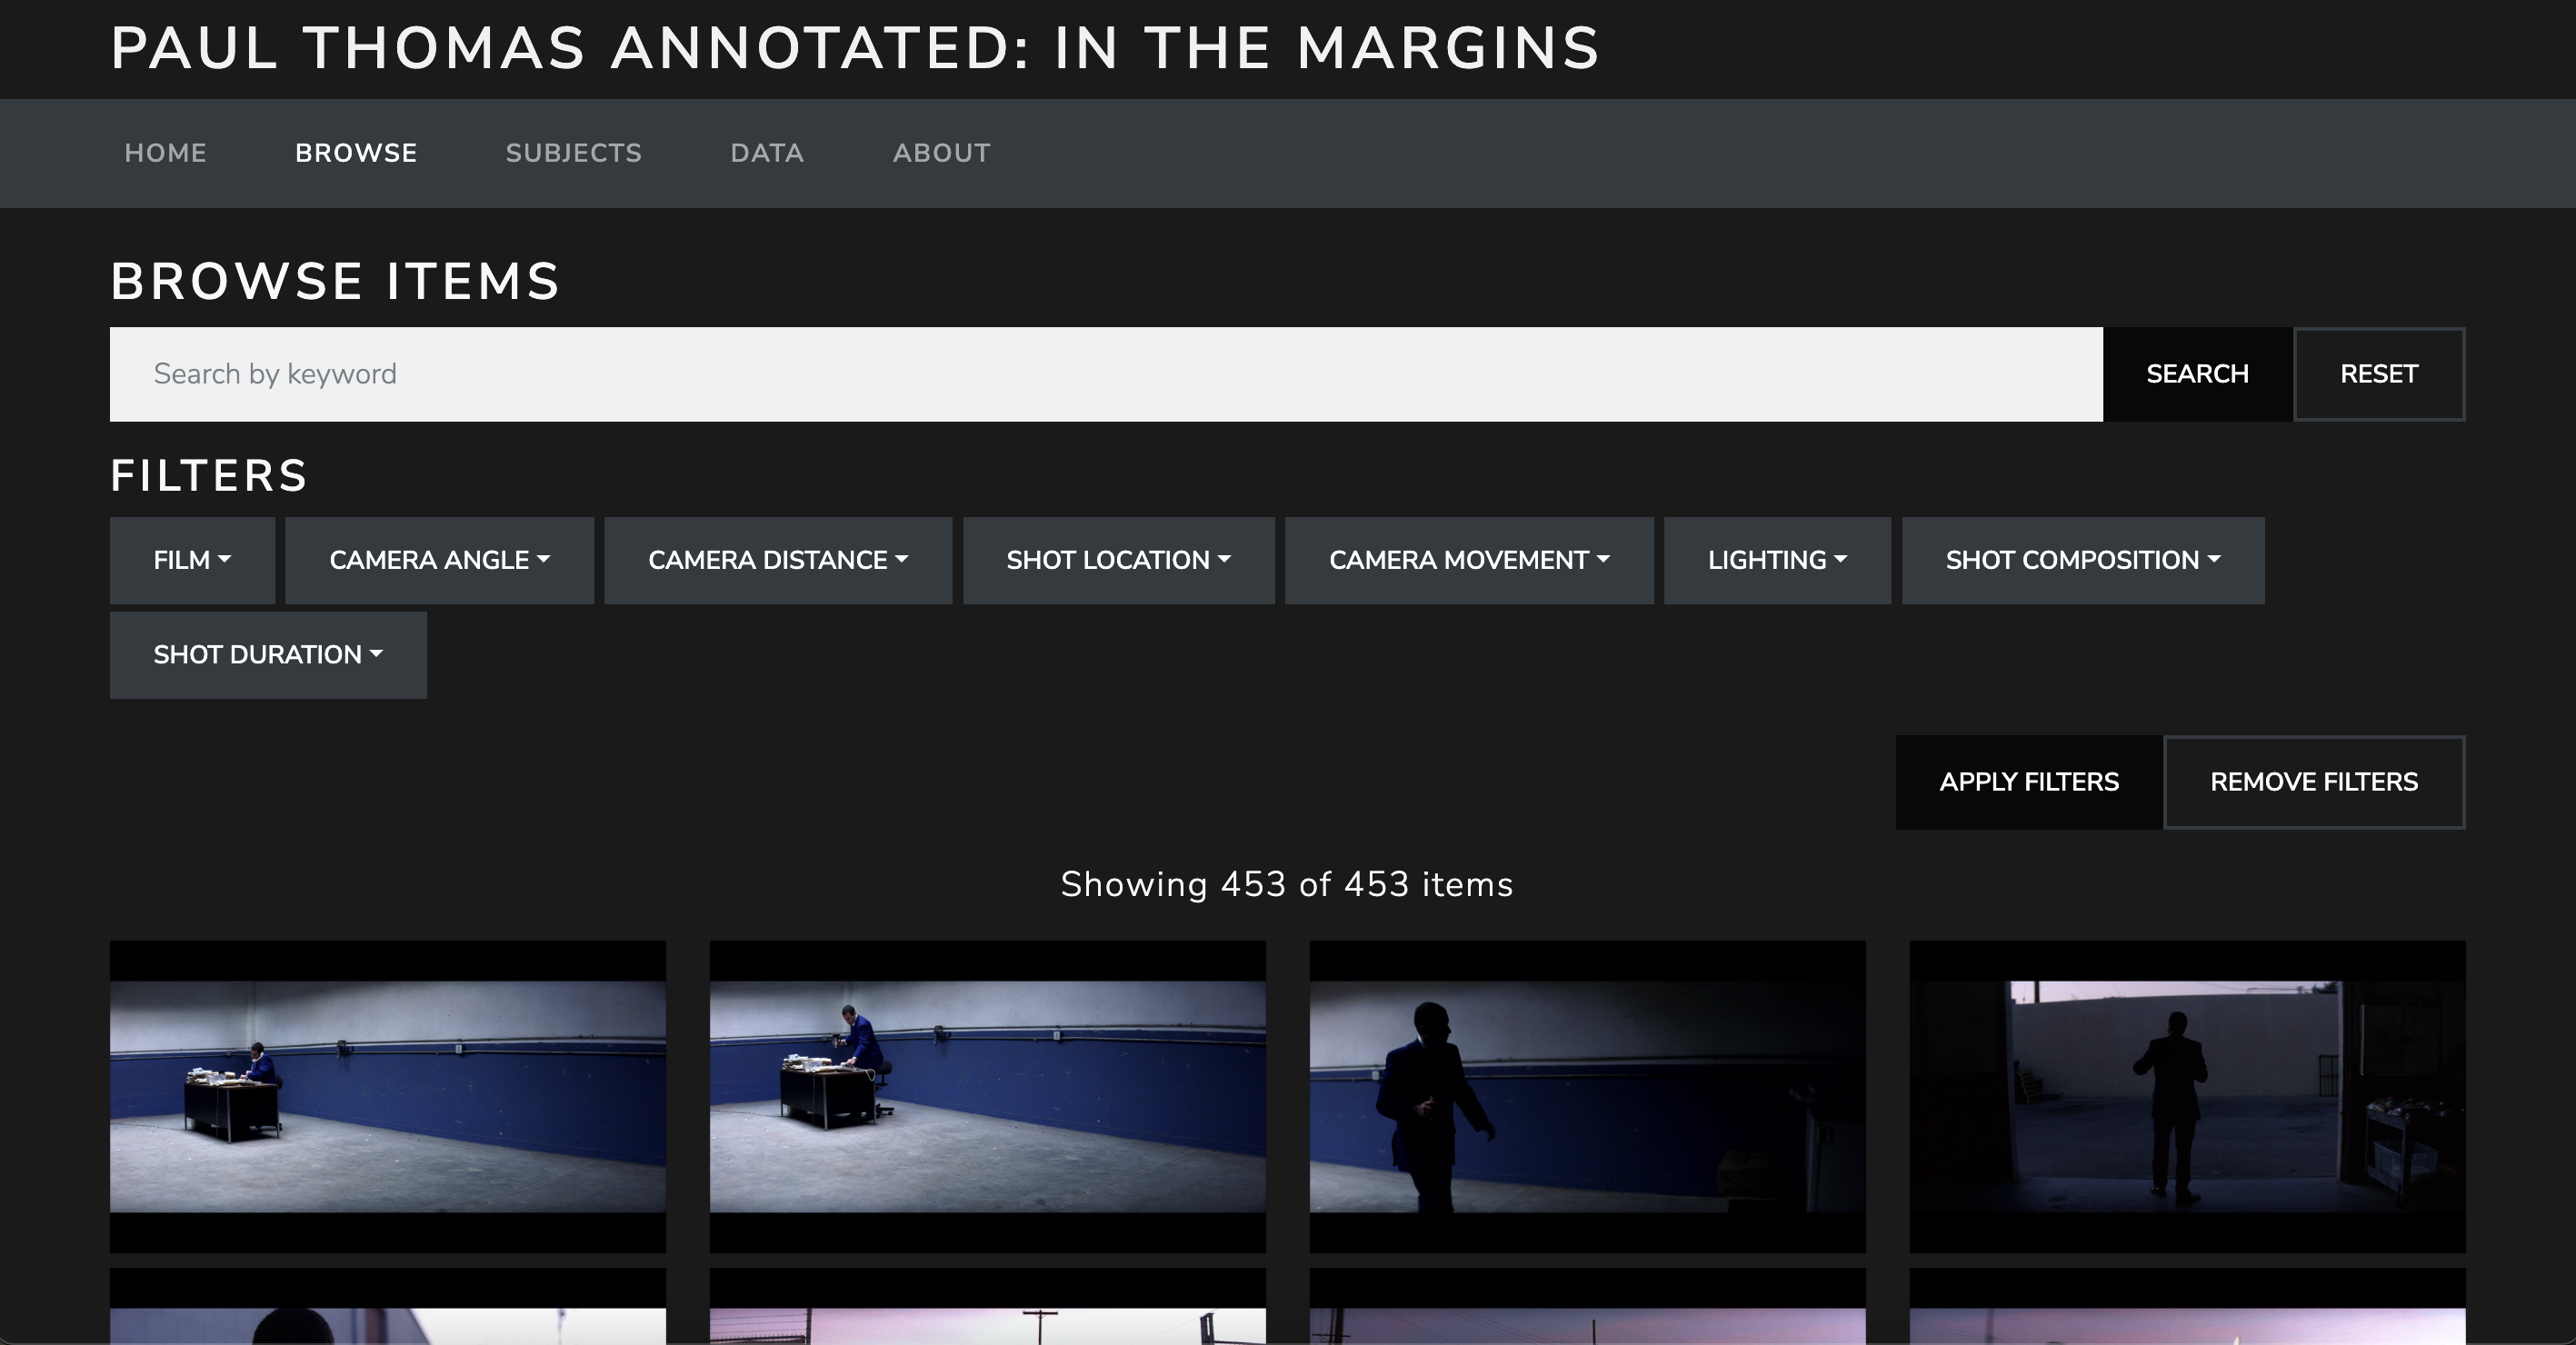 PAUL THOMAS ANNOTATED: IN THE MARGINS
HOME BROWSE SUBJECTS DATA ABOUT
BROWSE ITEMS
Search by keyword SEARCH RESET
FILTERS
FILM CAMERA ANGLE CAMERA DISTANCE SHOT LOCATION CAMERA MOVEMENT LIGHTING SHOT COMPOSITION
SHOT DURATION
APPLY FILTERS REMOVE FILTERS
Showing 453 of 453 items